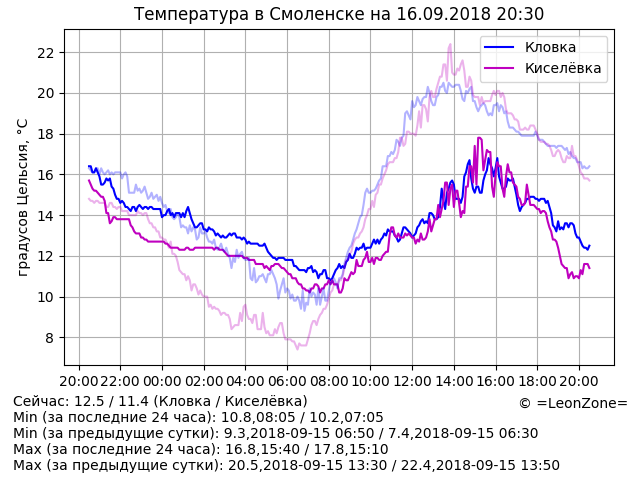 Температура в Смоленске на 16.09.2018 20:30
Кловка
Киселёвка
градусов Цельсия, °C
22
20
18
16
14
12
10
8
20:00 22:00 00:00 02:00 04:00 06:00 08:00 10:00 12:00 14:00 16:00 18:00 20:00
Сейчас: 12.5 / 11.4 (Кловка / Киселёвка)
© =LeonZone=
Min (за последние 24 часа): 10.8,08:05 / 10.2,07:05
Min (за предыдущие сутки): 9.3,2018-09-15 06:50 / 7.4,2018-09-15 06:30
Max (за последние 24 часа): 16.8,15:40 / 17.8,15:10
Max (за предыдущие сутки): 20.5,2018-09-15 13:30 / 22.4,2018-09-15 13:50